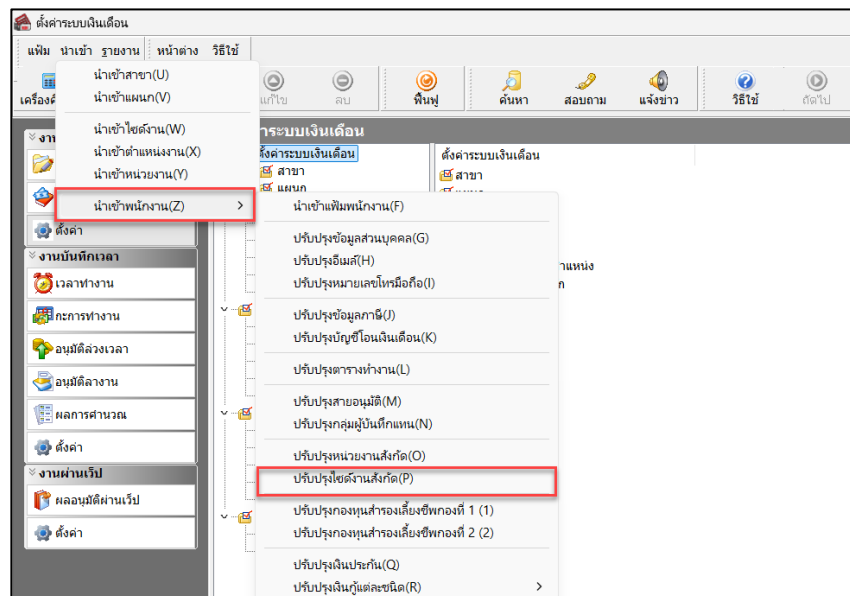 ตั้งค่าระบบเงินเดือน
แฟ้ม นำเข้า รายงาน หน้าต่าง วิธีใช้
แก้ไข ลบ ฟื้นฟู ค้นหา สอบถาม แจ้งข่าว วิธีใช้ ถัดไป
นำเข้าสาขา(U)
นำเข้าแผนก(V)
นำเข้าไซต์งาน(W)
นำเข้าตำแหน่งงาน(X)
นำเข้าหน่วยงาน(Y)
นำเข้าพนักงาน(Z)
ตั้งค่า
งานบันทึกเวลา
เวลาทำงาน
กะการทำงาน
อนุมัติล่วงเวลา
อนุมัติลางาน
ผลการคำนวณ
ตั้งค่า
งานผ่านเว็ป
ผลอนุมัติผ่านเว็ป
ตั้งค่า
ระบบเงินเดือน
ตั้งค่าระบบเงินเดือน
สาขา
แผนก
ตั้งค่าระบบเงินเดือน
สาขา
นำเข้าแฟ้มพนักงาน(F)
ปรับปรุงข้อมูลส่วนบุคคล(G)
ปรับปรุงอีเมล์(H)
ปรับปรุงหมายเลขโทรมือถือ(I)
ปรับปรุงข้อมูลภาษี(J)
ปรับปรุงบัญชีโอนเงินเดือน(K)
ปรับปรุงตารางทำงาน(L)
ปรับปรุงสายอนุมัติ(M)
ปรับปรุงกลุ่มผู้บันทึกแทน(N)
ปรับปรุงหน่วยงานสังกัด(O)
ปรับปรุงไซต์งานสังกัด(P)
ปรับปรุงกองทุนสำรองเลี้ยงชีพกองที่ 1 (1)
ปรับปรุงกองทุนสำรองเลี้ยงชีพกองที่ 2 (2)
ปรับปรุงเงินประกัน(Q)
ปรับปรุงเงินกู้แต่ละชนิด(R)